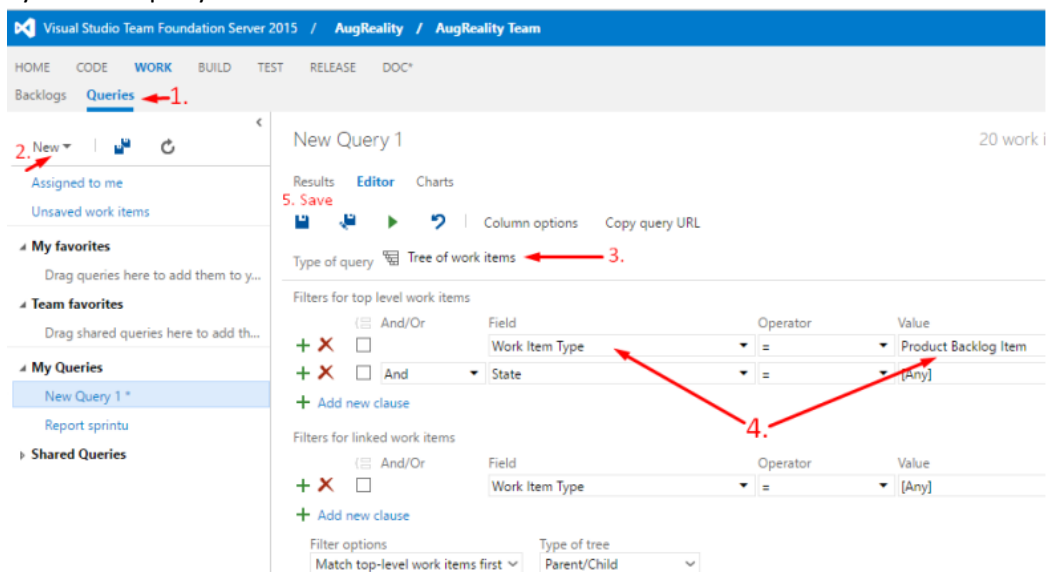 Visual Studio Team Foundation Server 2015 / AugReality / AugReality Team
HOME CODE WORK BUILD TEST RELEASE DOC*
Backlogs Queries 1.
2. New
Assigned to me
Unsaved work items
My favorites
Drag queries here to add them to y...
Team favorites
Drag shared queries here to add th...
My Queries
New Query 1 *
Report sprintu
Shared Queries
New Query 1 20 work i
Results Editor Charts
5. Save
Column options Copy query URL
Type of query Tree of work items 3.
Filters for top level work items
And/Or Field Operator Value
Work Item Type = Product Backlog Item
And State = [Any]
Add new clause
4.
Filters for linked work items
And/Or Field Operator Value
Work Item Type = [Any]
Add new clause
Filter options Type of tree
Match top-level work items first Parent/Child